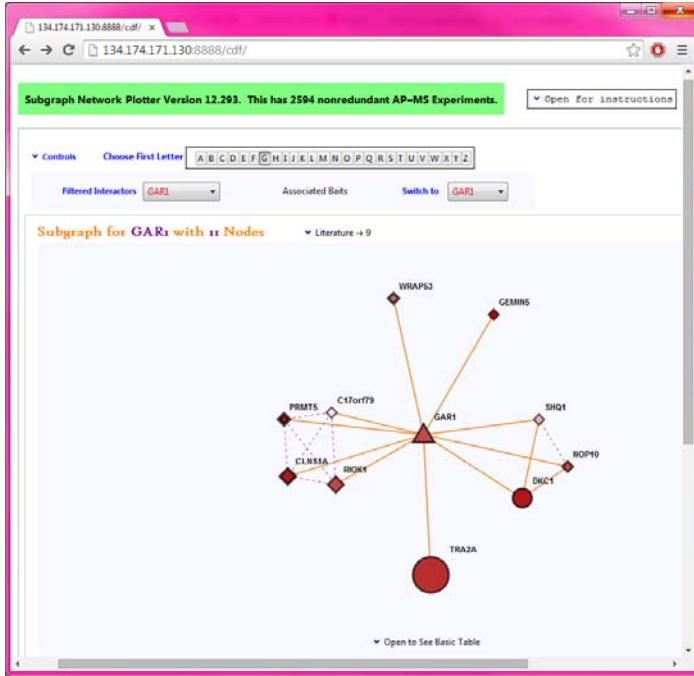 134.174.171.130:8888/cdf/ ×
134.174.171.130:8888/cdf/
Subgraph Network Plotter Version 12.293. This has 2594 nonredundant AP-MS Experiments.
Open for instructions
Controls Choose First Letter A B C D E F G H I J K L M N O P Q R S T U V W X Y Z
Filtered Interactors GAR1 Associated Baits Switch to GAR1
Subgraph for GAR1 with 11 Nodes Literature → 9
WRAP53
GEMIN5
PRMT5
C17orf79
GAR1
SHQ1
CLNS1A
RIOK1
NOP10
DKC1
TRA2A
Open to See Basic Table